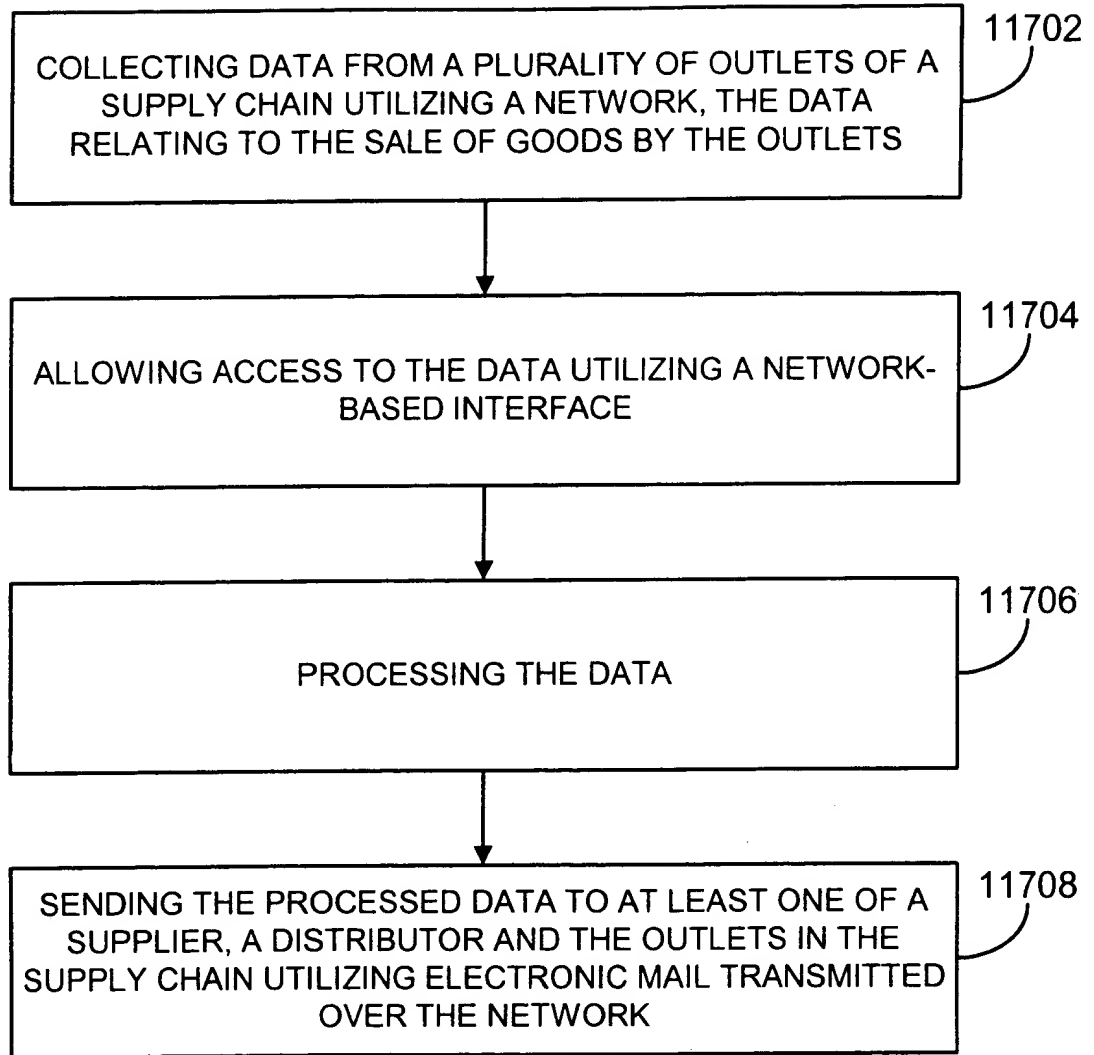 11702
COLLECTING DATA FROM A PLURALITY OF OUTLETS OF A
SUPPLY CHAIN UTILIZING A NETWORK, THE DATA
RELATING TO THE SALE OF GOODS BY THE OUTLETS
11704
ALLOWING ACCESS TO THE DATA UTILIZING A NETWORK-
BASED INTERFACE
11706
PROCESSING THE DATA
11708
SENDING THE PROCESSED DATA TO AT LEAST ONE OF A
SUPPLIER, A DISTRIBUTOR AND THE OUTLETS IN THE
SUPPLY CHAIN UTILIZING ELECTRONIC MAIL TRANSMITTED
OVER THE NETWORK